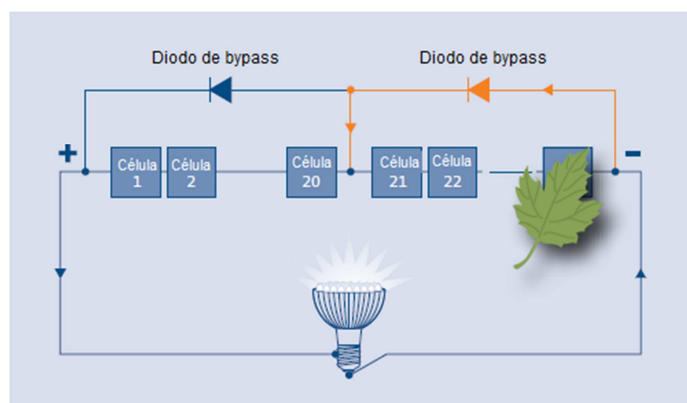 Diodo de bypass
Diodo de bypass
+
Célula
1
Célula
2
Célula
20
Célula
21
Célula
22
-